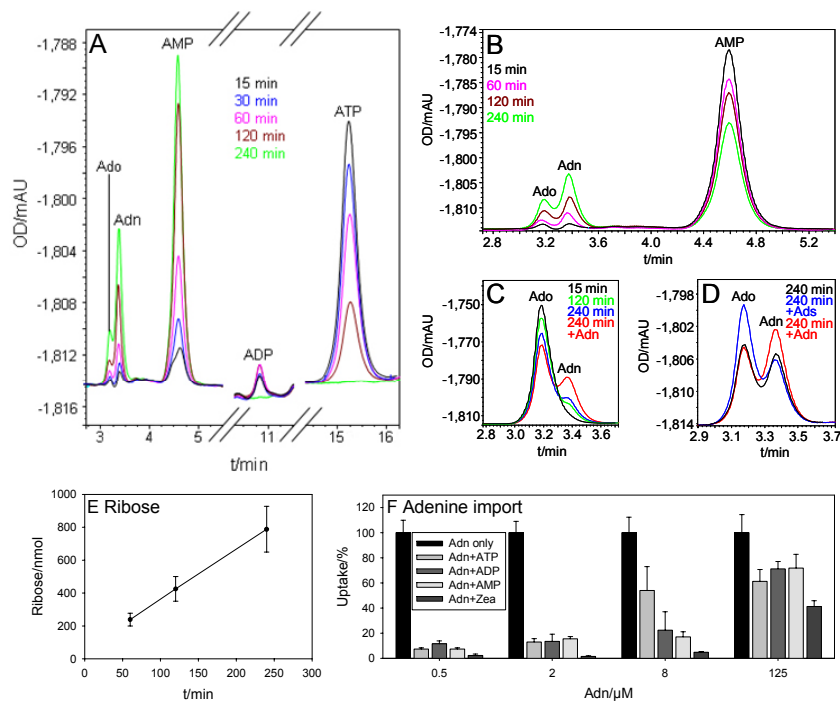 A
OD/mAU
-1,788
-1,792
-1,796
-1,800
-1,804
-1,808
-1,812
-1,816
AMP
15 min
30 min
60 min
120 min
240 min
ATP
Ado
Adn
ADP
3 4 5 11 15 16
t/min
B
OD/mAU
-1,774
-1,780
-1,785
-1,790
-1,795
-1,800
-1,805
-1,810
15 min
60 min
120 min
240 min
AMP
Ado
Adn
2.8 3.2 3.6 4.0 4.4 4.8 5.2
t/min
C
OD/mAU
-1,750
-1,770
-1,790
-1,810
Ado
15 min
120 min
240 min
240 min
+Adn
Adn
2.8 3.0 3.1 3.3 3.4 3.6
t/min
D
OD/mAU
-1,798
-1,802
-1,806
-1,810
-1,814
Ado
240 min
240 min
+Ads
240 min
+Adn
Adn
2.9 3.1 3.3 3.5 3.7
t/min
E Ribose
Ribose/nmol
1000
800
600
400
200
0
0 50 100 150 200 250 300
t/min
F Adenine import
Uptake/%
120
100
80
60
40
20
0
Adn only
Adn+ATP
Adn+ADP
Adn+AMP
Adn+Zea
0.5 2 8 125
Adn/µM